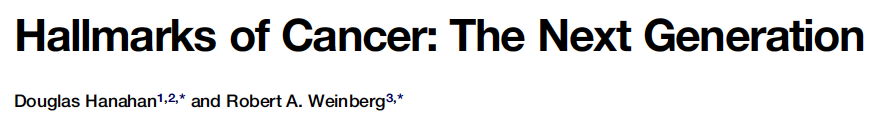 Hallmarks of Cancer: The Next Generation
Douglas Hanahan1,2,* and Robert A. Weinberg3,*